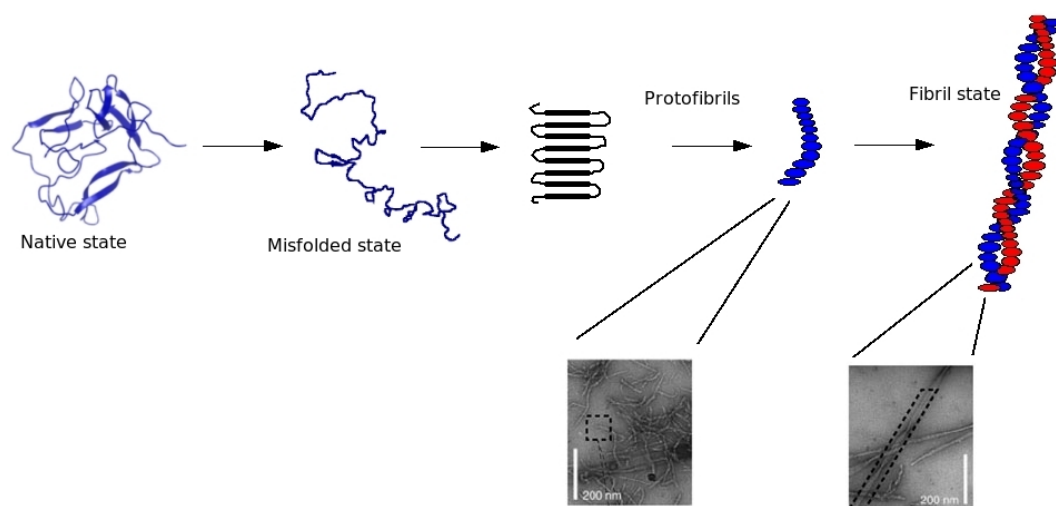 Native state
Misfolded state
Protofibrils
Fibril state
200 nm
200 nm